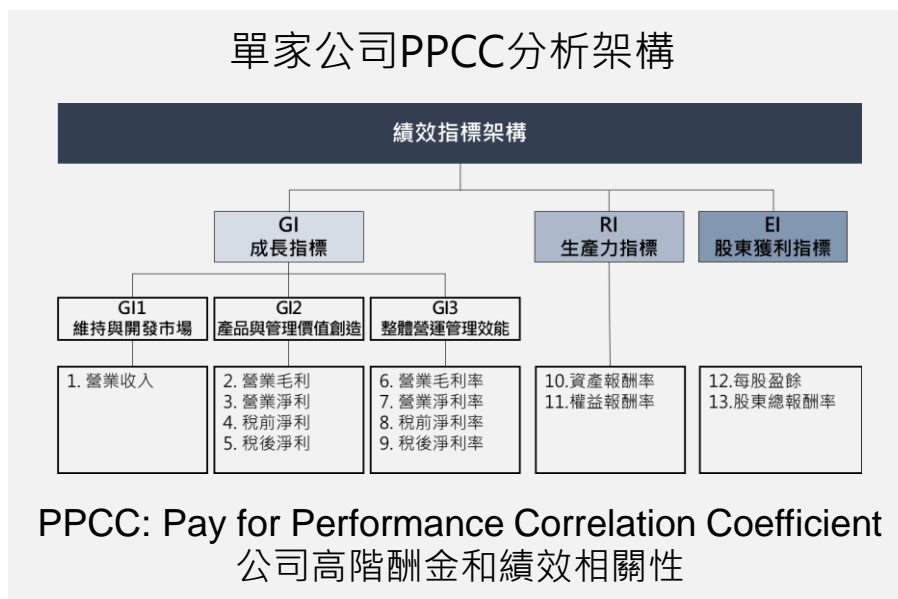 單家公司PPCC分析架構
績效指標架構
GI
成長指標
RI
生產力指標
EI
股東獲利指標
GI1
維持與開發市場
GI2
產品與管理價值創造
GI3
整體營運管理效能
1. 營業收入
2. 營業毛利
3. 營業淨利
4. 稅前淨利
5. 稅後淨利
6. 營業毛利率
7. 營業淨利率
8. 稅前淨利率
9. 稅後淨利率
10.資產報酬率
11.權益報酬率
12.每股盈餘
13.股東總報酬率
PPCC: Pay for Performance Correlation Coefficient
公司高階酬金和績效相關性